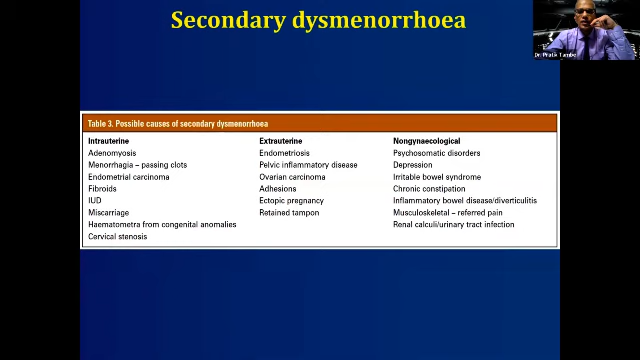 Secondary dysmenorrhoea
Dr. Pratik Tambe
Table 3. Possible causes of secondary dysmenorrhoea
Intrauterine Extrauterine Nongynaecological
Adenomyosis Endometriosis Psychosomatic disorders
Menorrhagia – passing clots Pelvic inflammatory disease Depression
Endometrial carcinoma Ovarian carcinoma Irritable bowel syndrome
Fibroids Adhesions Chronic constipation
IUD Ectopic pregnancy Inflammatory bowel disease/diverticulitis
Miscarriage Retained tampon Musculoskeletal – referred pain
Haematometra from congenital anomalies Renal calculi/urinary tract infection
Cervical stenosis